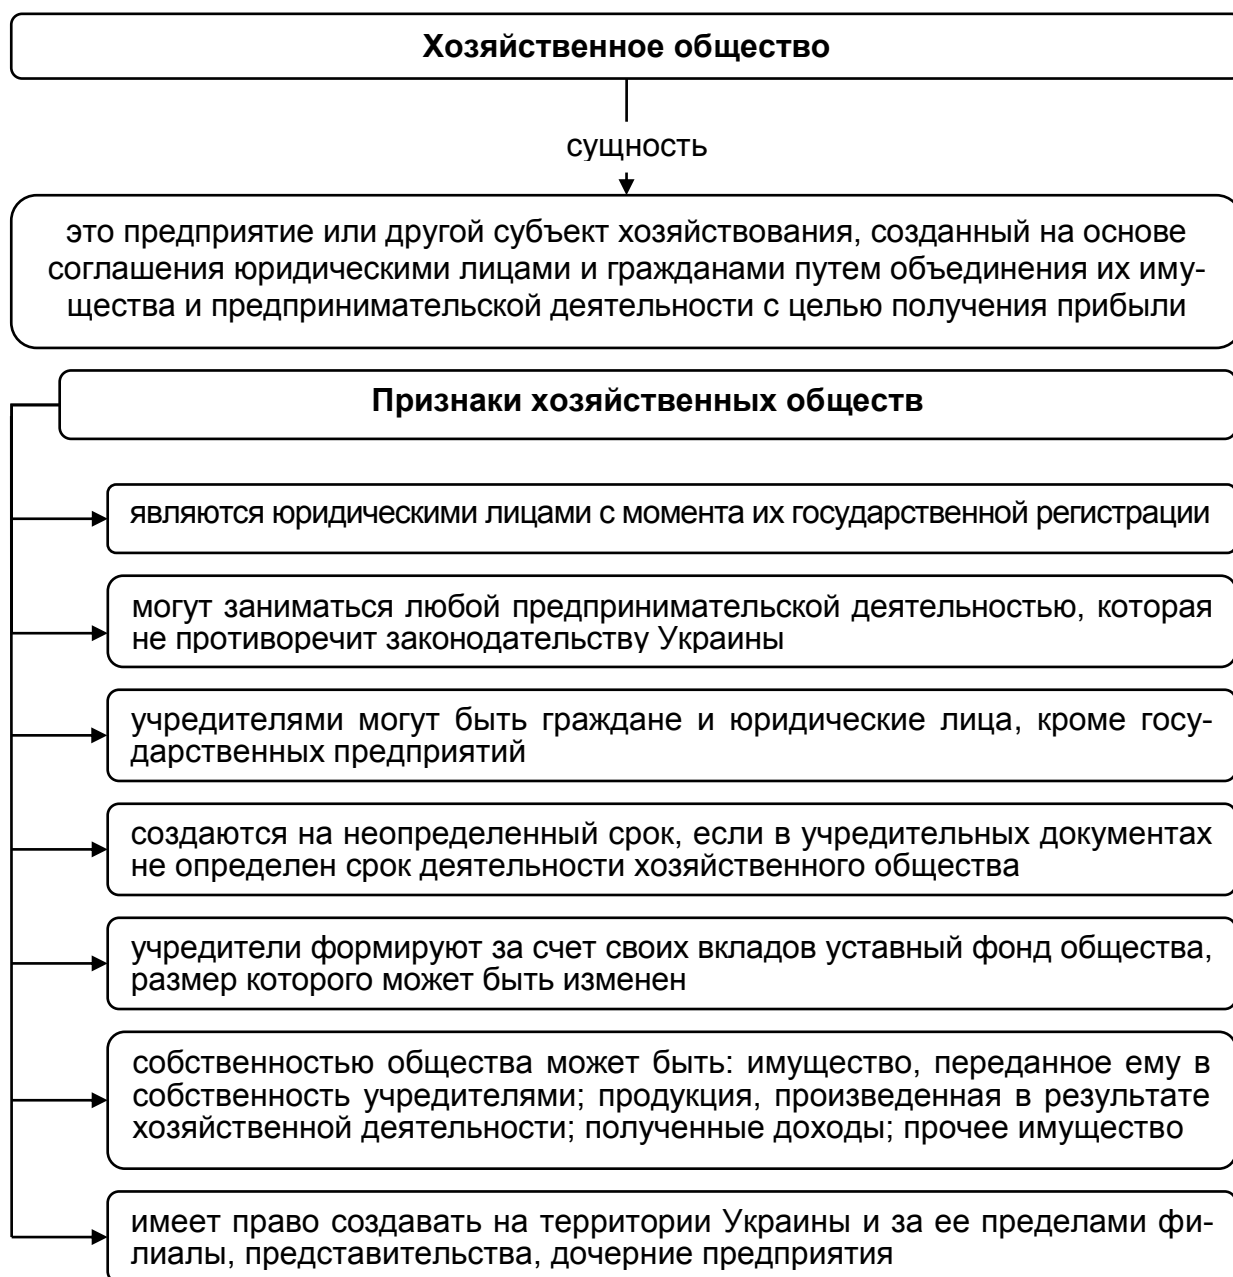 Хозяйственное общество
сущность
это предприятие или другой субъект хозяйствования, созданный на основе
соглашения юридическими лицами и гражданами путем объединения их иму-
щества и предпринимательской деятельности с целью получения прибыли
Признаки хозяйственных обществ
являются юридическими лицами с момента их государственной регистрации
могут заниматься любой предпринимательской деятельностью, которая
не противоречит законодательству Украины
учредителями могут быть граждане и юридические лица, кроме госу-
дарственных предприятий
создаются на неопределенный срок, если в учредительных документах
не определен срок деятельности хозяйственного общества
учредители формируют за счет своих вкладов уставный фонд общества,
размер которого может быть изменен
собственностью общества может быть: имущество, переданное ему в
собственность учредителями; продукция, произведенная в результате
хозяйственной деятельности; полученные доходы; прочее имущество
имеет право создавать на территории Украины и за ее пределами фи-
лиалы, представительства, дочерние предприятия